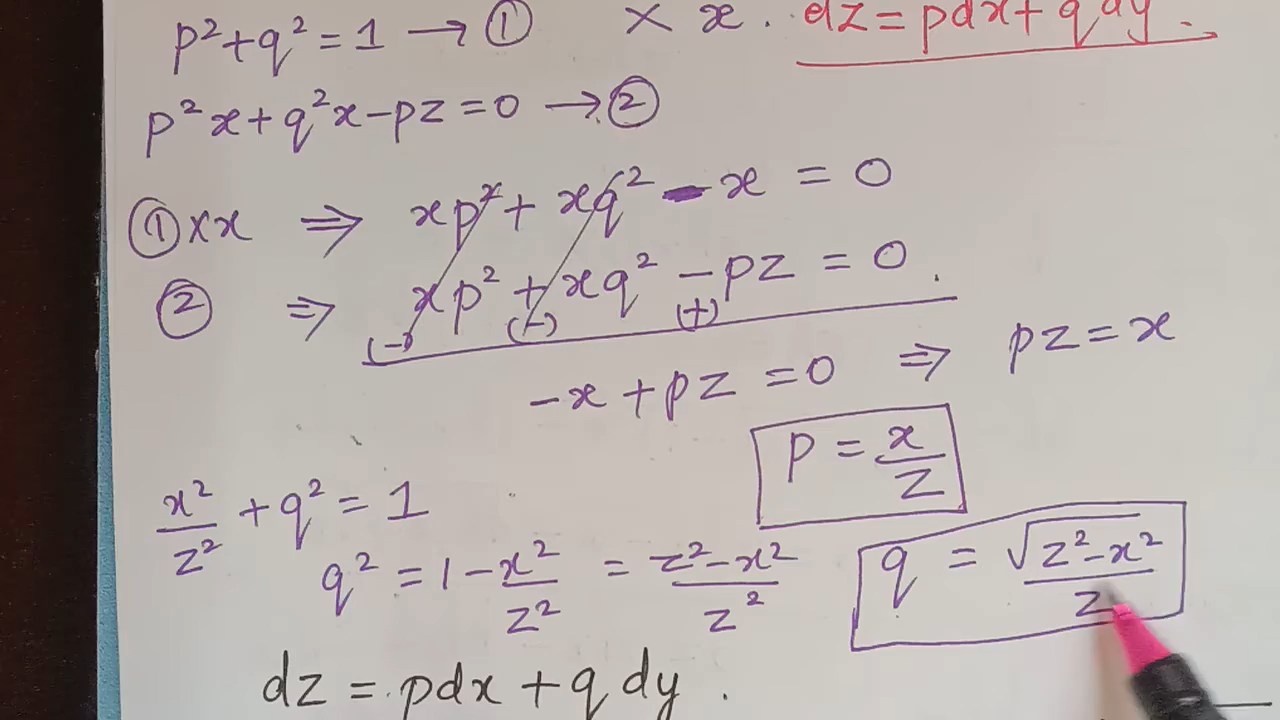 p² + q² = 1 → ① × x . dz = pdx + qdy .
p²x + q²x − pz = 0 → ②
① × x ⇒ xp² + xq² − x = 0
② ⇒ xp² + xq² − pz = 0 .
(−) (−) (+)
−x + pz = 0 ⇒ pz = x
p = x/z
x²/z² + q² = 1
q² = 1 − x²/z² = z² − x²/z²
q = √z² − x²/z
dz = pdx + qdy .